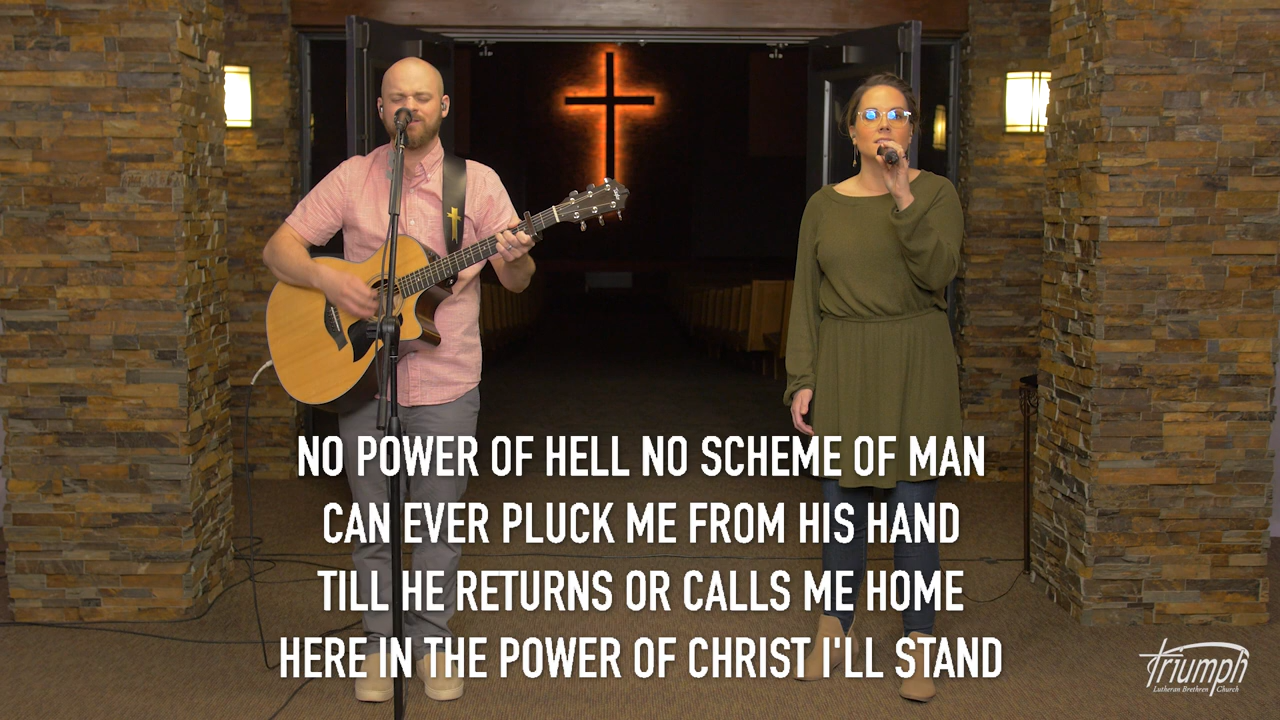 NO POWER OF HELL NO SCHEME OF MAN
CAN EVER PLUCK ME FROM HIS HAND
TILL HE RETURNS OR CALLS ME HOME
HERE IN THE POWER OF CHRIST I'LL STAND
Triumph
Lutheran Brethren Church